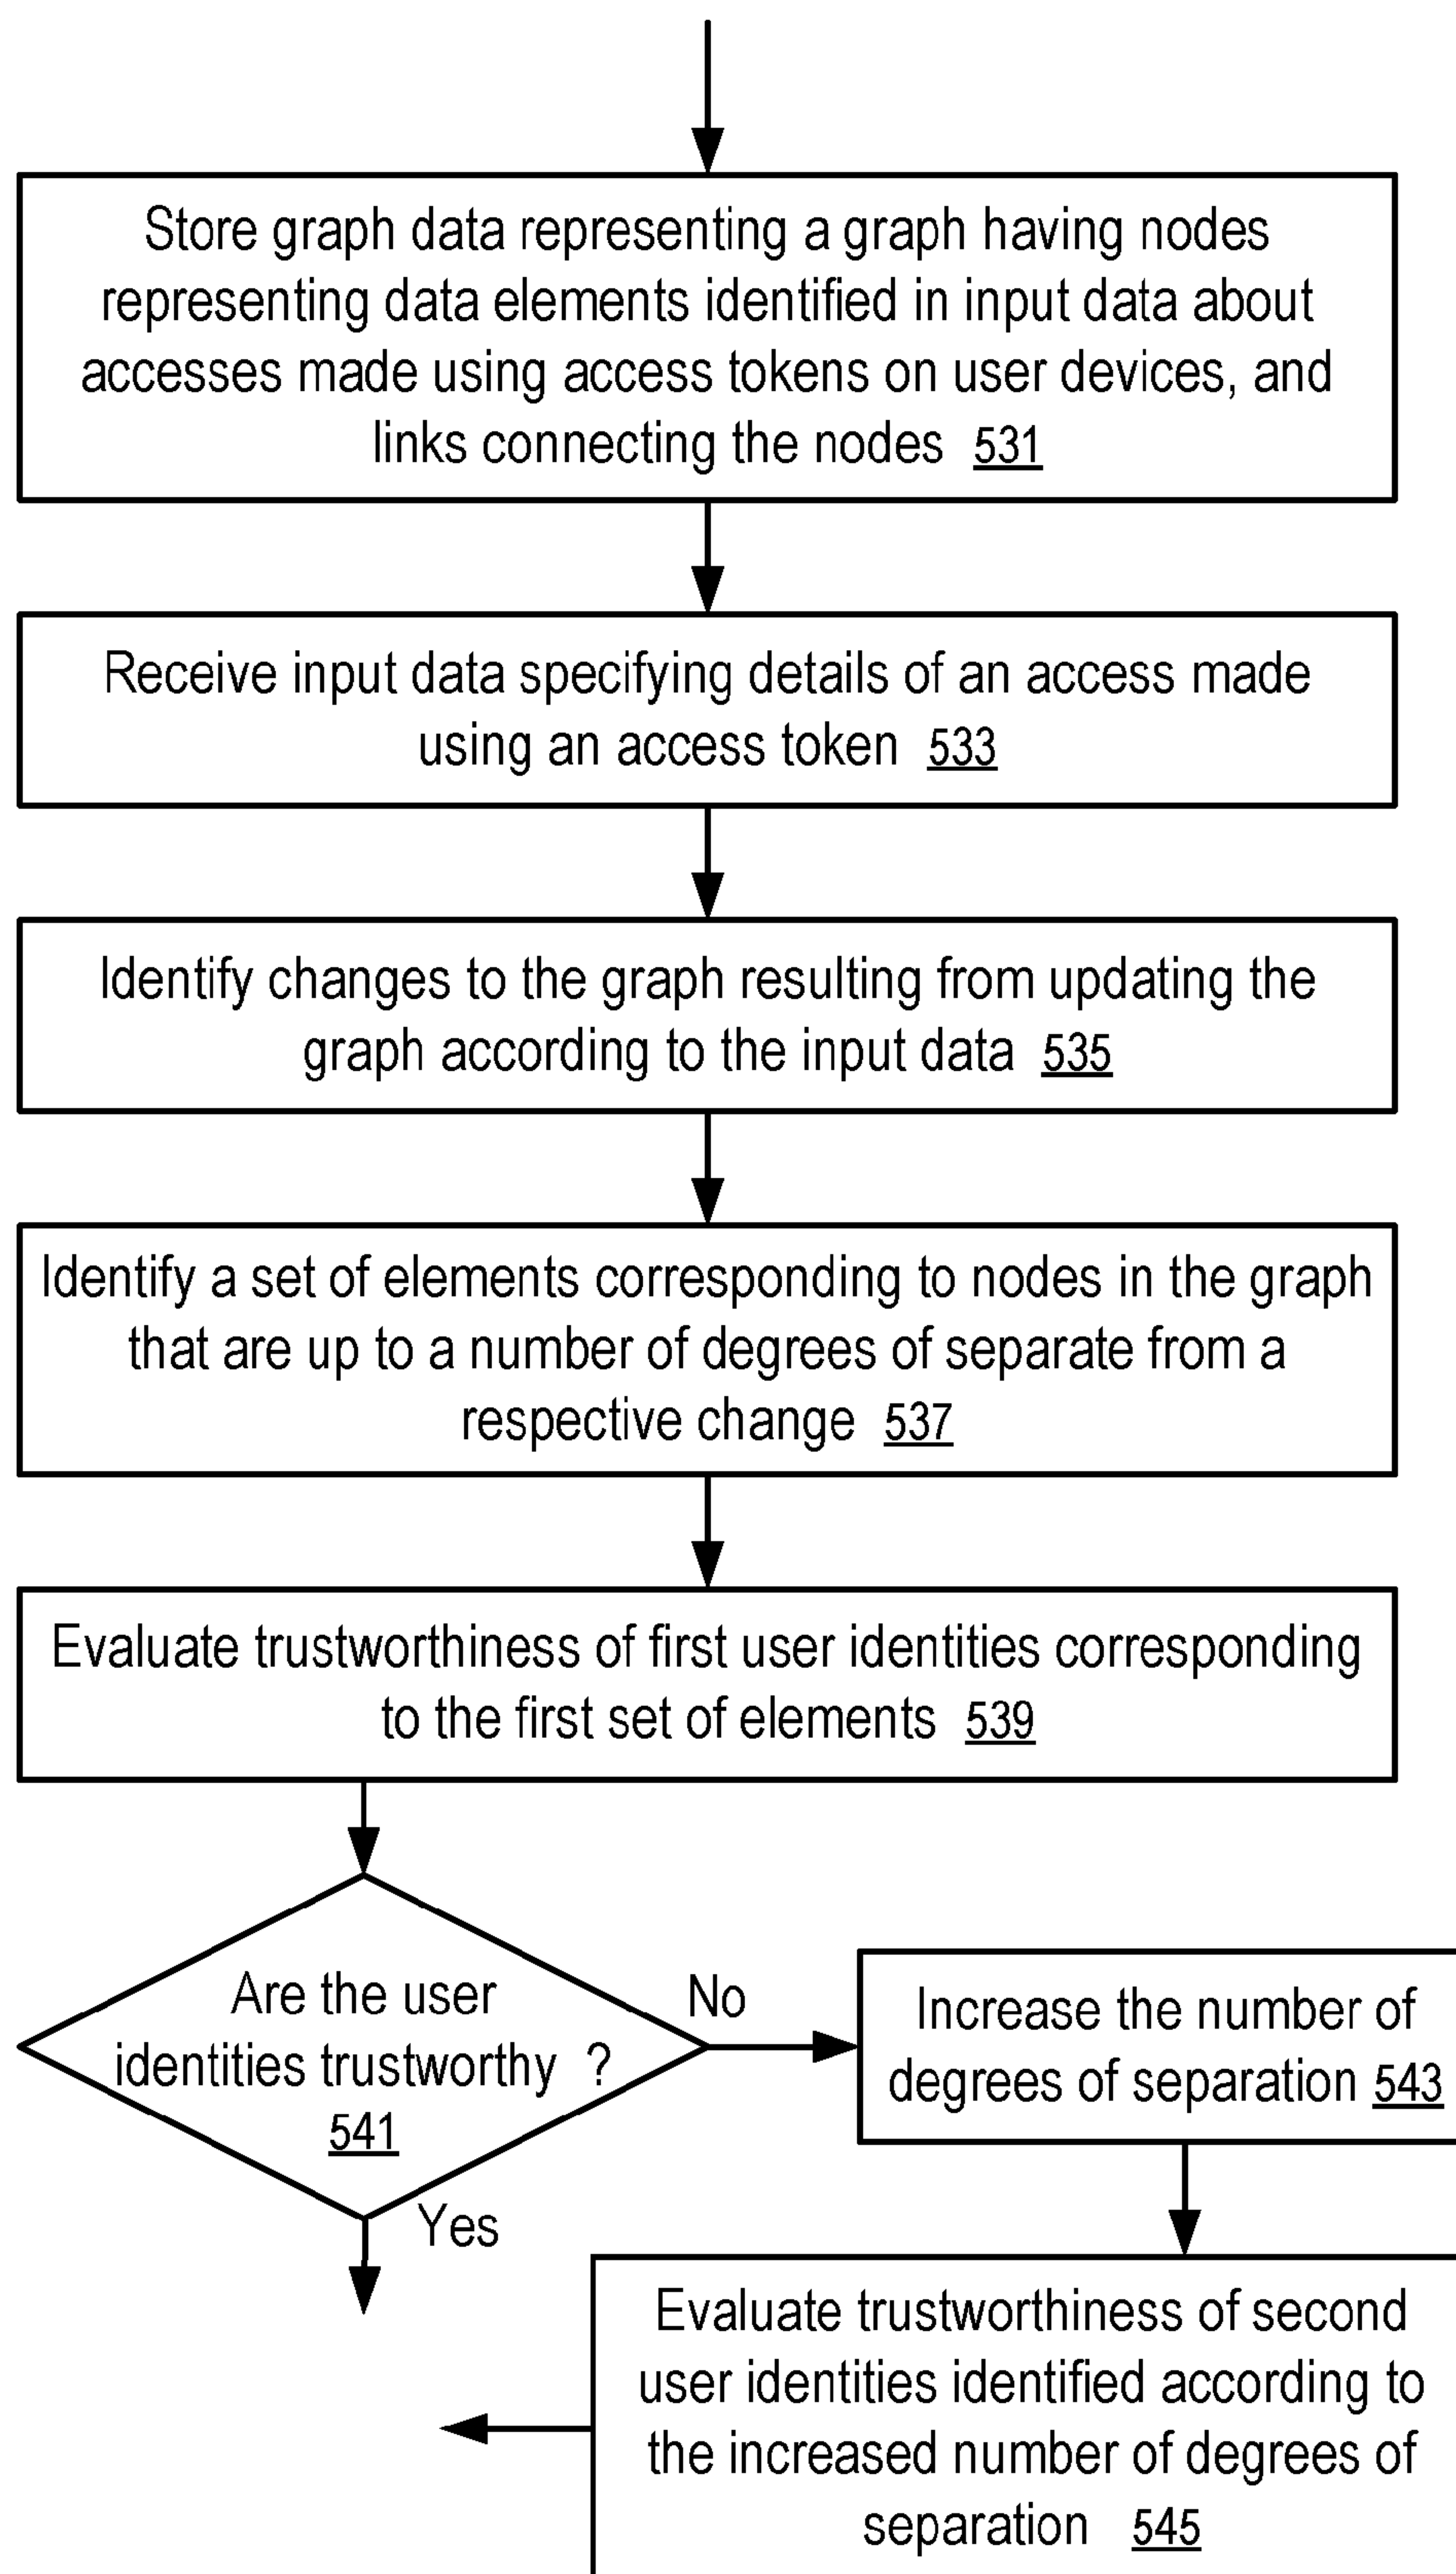 Store graph data representing a graph having nodes
representing data elements identified in input data about
accesses made using access tokens on user devices, and
links connecting the nodes 531
Receive input data specifying details of an access made
using an access token 533
Identify changes to the graph resulting from updating the
graph according to the input data 535
Identify a set of elements corresponding to nodes in the graph
that are up to a number of degrees of separate from a
respective change 537
Evaluate trustworthiness of first user identities corresponding
to the first set of elements 539
Are the user
identities trustworthy ?
541
No
Yes
Increase the number of
degrees of separation 543
Evaluate trustworthiness of second
user identities identified according to
the increased number of degrees of
separation 545